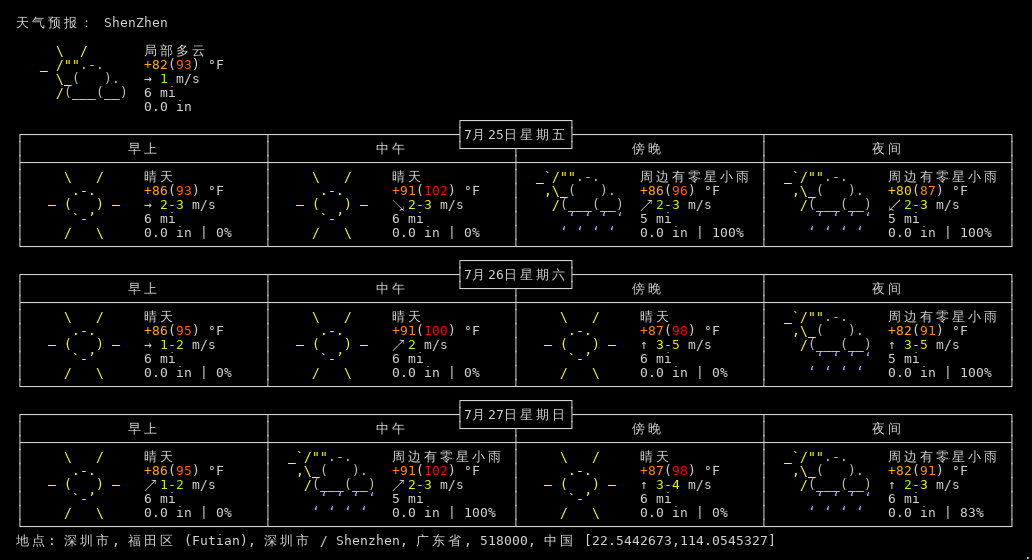 天气预报： ShenZhen
局部多云
+82(93) °F
→ 1 m/s
6 mi
0.0 in
7月25日星期五
早上 中午 傍晚 夜间
晴天 晴天 周边有零星小雨 周边有零星小雨
+86(93) °F +91(102) °F +86(96) °F +80(87) °F
→ 2-3 m/s ↘ 2-3 m/s ↗ 2-3 m/s ↙ 2-3 m/s
6 mi 6 mi 5 mi 5 mi
0.0 in | 0% 0.0 in | 0% 0.0 in | 100% 0.0 in | 100%
7月26日星期六
早上 中午 傍晚 夜间
晴天 晴天 晴天 周边有零星小雨
+86(95) °F +91(100) °F +87(98) °F +82(91) °F
→ 1-2 m/s ↗ 2 m/s ↑ 3-5 m/s ↑ 3-5 m/s
6 mi 6 mi 6 mi 5 mi
0.0 in | 0% 0.0 in | 0% 0.0 in | 0% 0.0 in | 100%
7月27日星期日
早上 中午 傍晚 夜间
晴天 周边有零星小雨 晴天 周边有零星小雨
+86(95) °F +91(102) °F +87(98) °F +82(91) °F
↗ 1-2 m/s ↗ 2-3 m/s ↑ 3-4 m/s ↑ 2-3 m/s
6 mi 5 mi 6 mi 6 mi
0.0 in | 0% 0.0 in | 100% 0.0 in | 0% 0.0 in | 83%
地点: 深圳市, 福田区 (Futian), 深圳市 / Shenzhen, 广东省, 518000, 中国 [22.5442673,114.0545327]